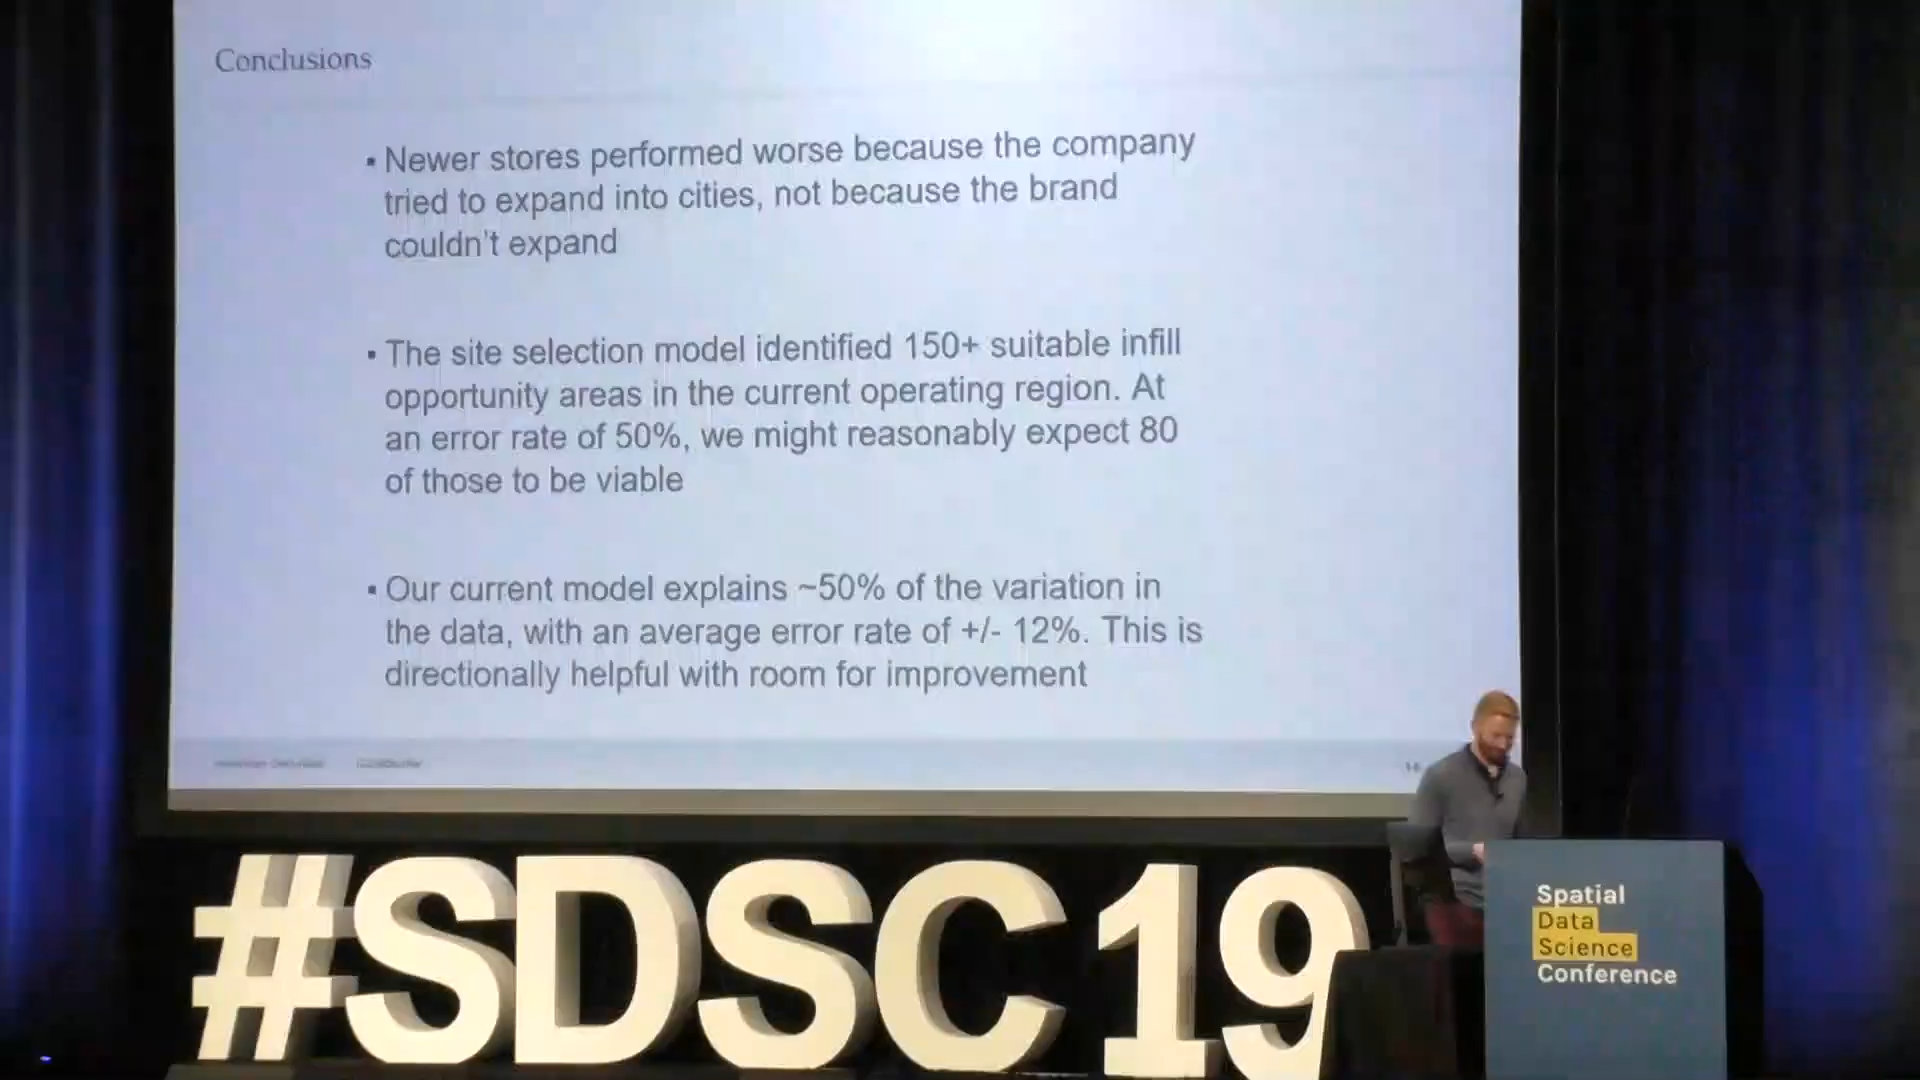 Conclusions
▪ Newer stores performed worse because the company
tried to expand into cities, not because the brand
couldn't expand
▪ The site selection model identified 150+ suitable infill
opportunity areas in the current operating region. At
an error rate of 50%, we might reasonably expect 80
of those to be viable
▪ Our current model explains ~50% of the variation in
the data, with an average error rate of +/- 12%. This is
directionally helpful with room for improvement
#SDSC19
Spatial
Data
Science
Conference